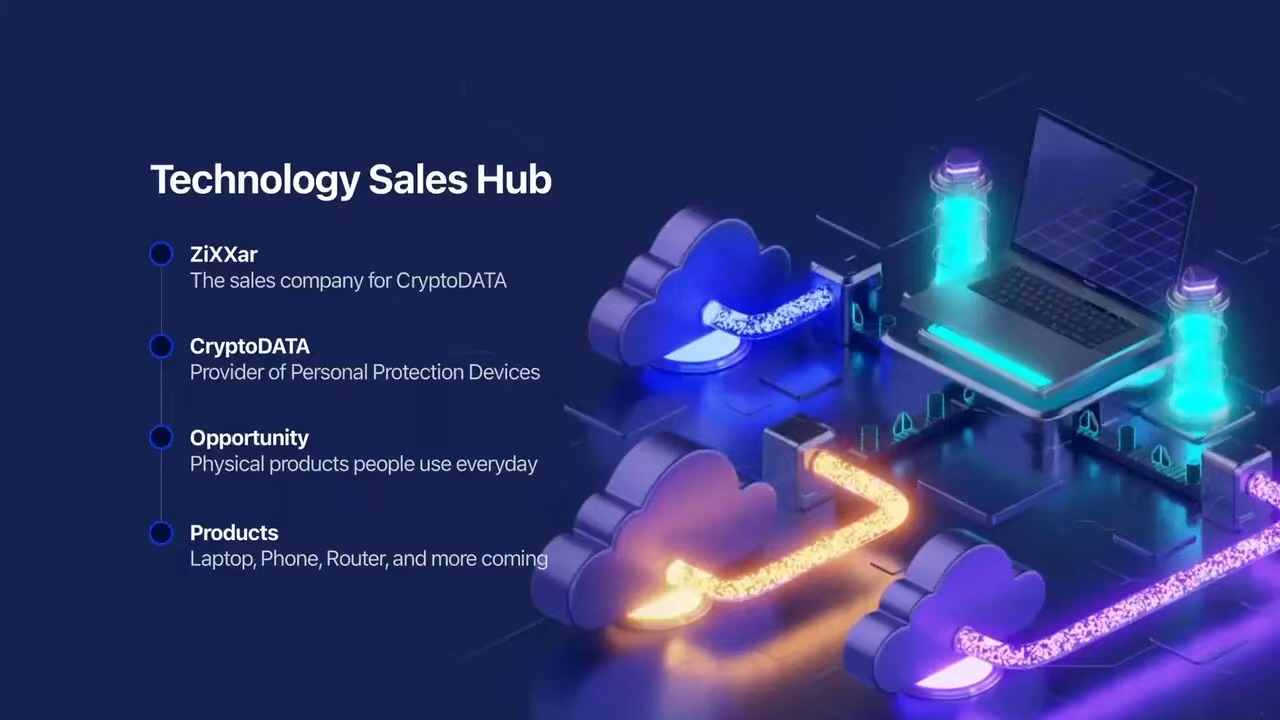 Technology Sales Hub
ZiXXar
The sales company for CryptoDATA
CryptoDATA
Provider of Personal Protection Devices
Opportunity
Physical products people use everyday
Products
Laptop, Phone, Router, and more coming